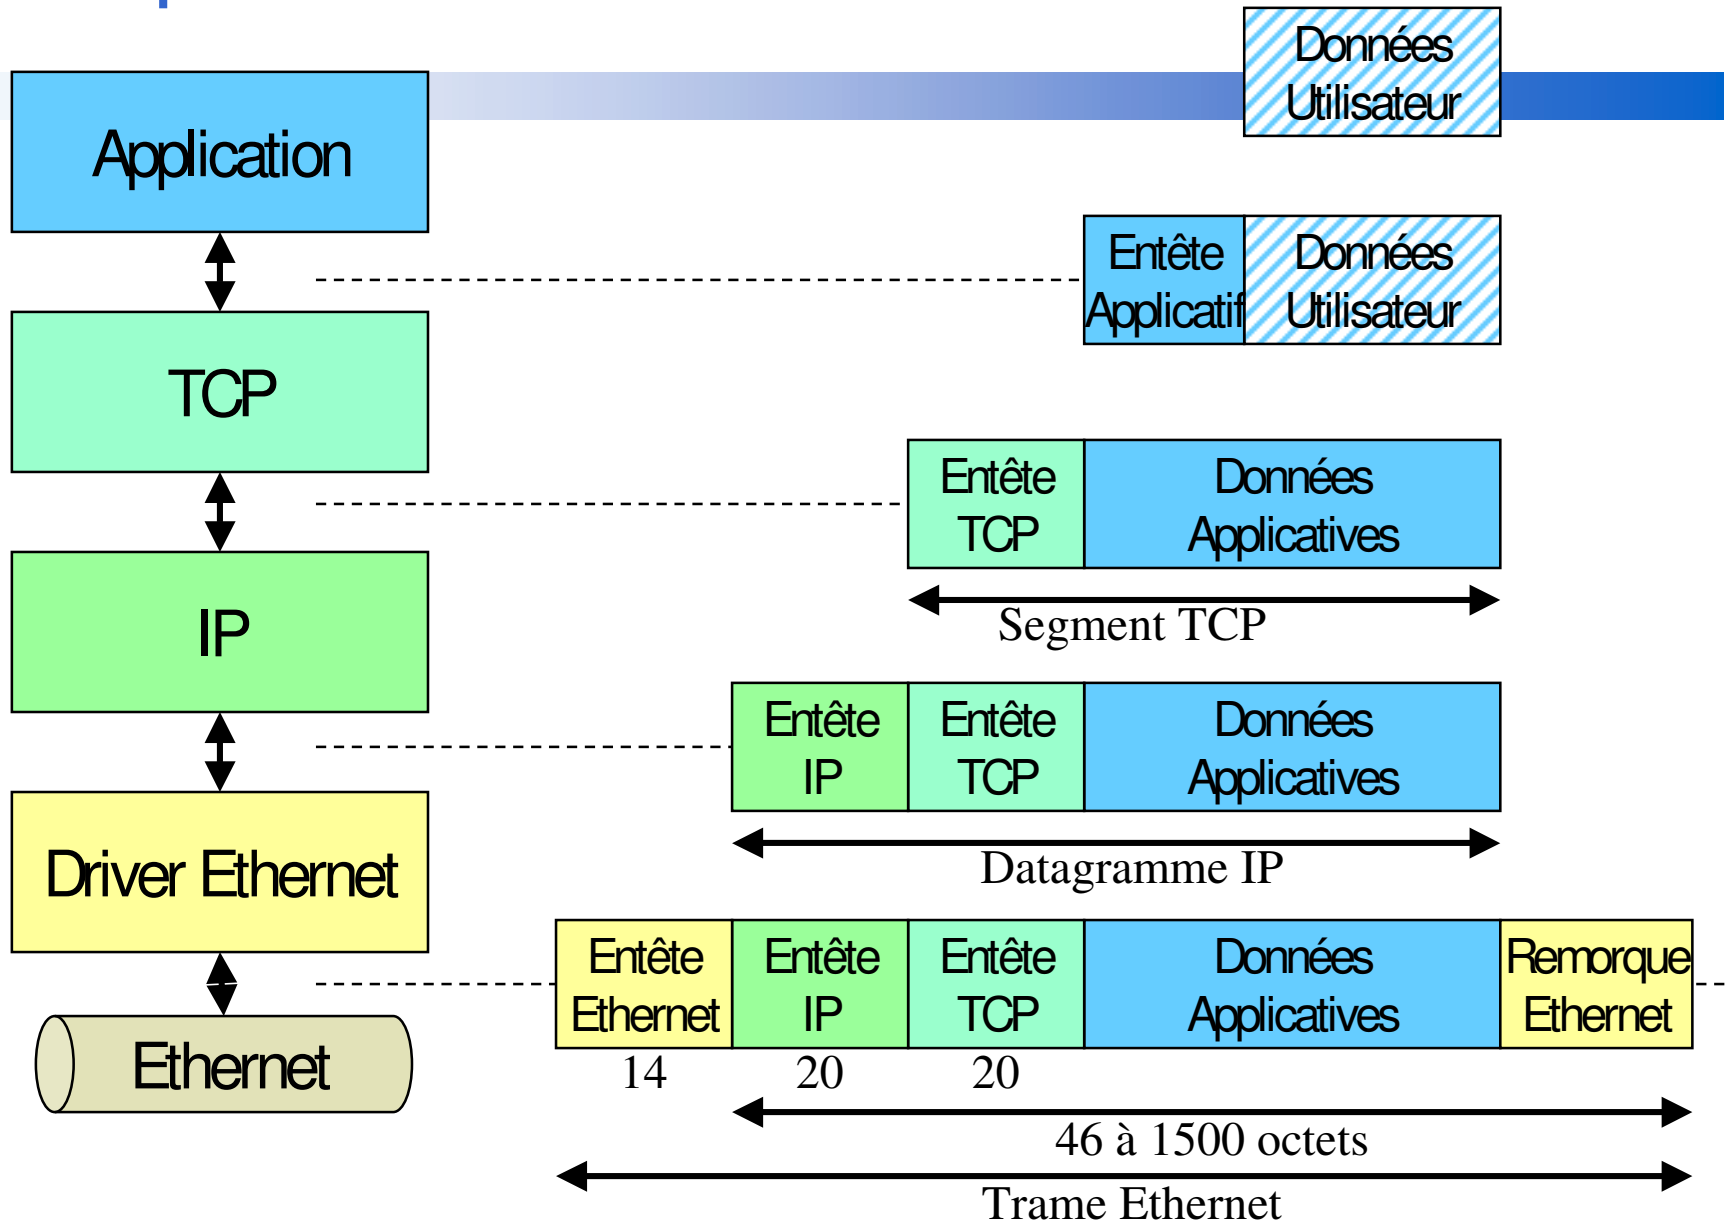 Données
Utilisateur
Application
Entête
Applicatif
Données
Utilisateur
TCP
Entête
TCP
Données
Applicatives
Segment TCP
IP
Entête
IP
Entête
TCP
Données
Applicatives
Datagramme IP
Driver Ethernet
Entête
Ethernet
Entête
IP
Entête
TCP
Données
Applicatives
Remorque
Ethernet
Ethernet
14
20
20
46 à 1500 octets
Trame Ethernet